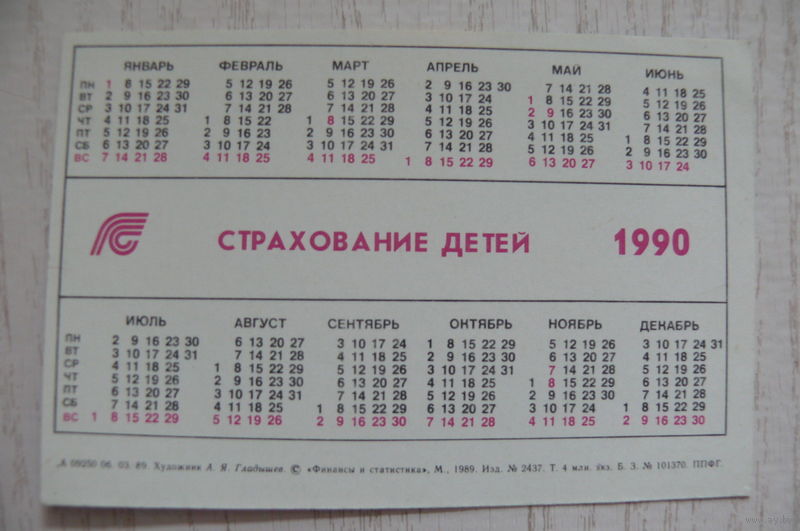 ЯНВАРЬ ФЕВРАЛЬ МАРТ АПРЕЛЬ МАЙ ИЮНЬ
ПН 1 8 15 22 29 5 12 19 26 5 12 19 26 2 9 16 23 30 7 14 21 28 4 11 18 25
ВТ 2 9 16 23 30 6 13 20 27 6 13 20 27 3 10 17 24 1 8 15 22 29 5 12 19 26
СР 3 10 17 24 31 7 14 21 28 7 14 21 28 4 11 18 25 2 9 16 23 30 6 13 20 27
ЧТ 4 11 18 25 1 8 15 22 1 8 15 22 29 5 12 19 26 3 10 17 24 31 7 14 21 28
ПТ 5 12 19 26 2 9 16 23 2 9 16 23 30 6 13 20 27 4 11 18 25 1 8 15 22 29
СБ 6 13 20 27 3 10 17 24 3 10 17 24 31 7 14 21 28 5 12 19 26 2 9 16 23 30
ВС 7 14 21 28 4 11 18 25 4 11 18 25 1 8 15 22 29 6 13 20 27 3 10 17 24
СТРАХОВАНИЕ ДЕТЕЙ 1990
ИЮЛЬ АВГУСТ СЕНТЯБРЬ ОКТЯБРЬ НОЯБРЬ ДЕКАБРЬ
ПН 2 9 16 23 30 6 13 20 27 3 10 17 24 1 8 15 22 29 5 12 19 26 3 10 17 24 31
ВТ 3 10 17 24 31 7 14 21 28 4 11 18 25 2 9 16 23 30 6 13 20 27 4 11 18 25
СР 4 11 18 25 1 8 15 22 29 5 12 19 26 3 10 17 24 31 7 14 21 28 5 12 19 26
ЧТ 5 12 19 26 2 9 16 23 30 6 13 20 27 4 11 18 25 1 8 15 22 29 6 13 20 27
ПТ 6 13 20 27 3 10 17 24 31 7 14 21 28 5 12 19 26 2 9 16 23 30 7 14 21 28
СБ 7 14 21 28 4 11 18 25 1 8 15 22 29 6 13 20 27 3 10 17 24 1 8 15 22 29
ВС 1 8 15 22 29 5 12 19 26 2 9 16 23 30 7 14 21 28 4 11 18 25 2 9 16 23 30
А 09250 06. 03. 89. Художник А. Я. Гладышев. © «Финансы и статистика», М., 1989. Изд. № 2437. Т. 4 млн. экз. Б. З. № 101370. ППФГ.